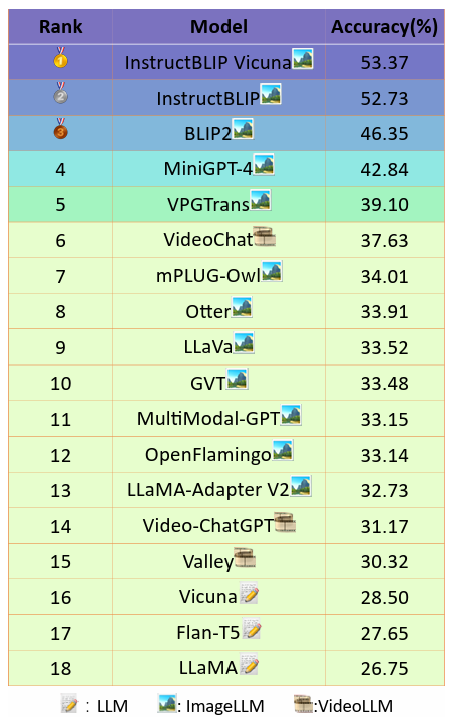 Rank Model Accuracy(%)
1 InstructBLIP Vicuna 53.37
2 InstructBLIP 52.73
3 BLIP2 46.35
4 MiniGPT-4 42.84
5 VPGTrans 39.10
6 VideoChat 37.63
7 mPLUG-Owl 34.01
8 Otter 33.91
9 LLaVa 33.52
10 GVT 33.48
11 MultiModal-GPT 33.15
12 OpenFlamingo 33.14
13 LLaMA-Adapter V2 32.73
14 Video-ChatGPT 31.17
15 Valley 30.32
16 Vicuna 28.50
17 Flan-T5 27.65
18 LLaMA 26.75
: LLM : ImageLLM :VideoLLM